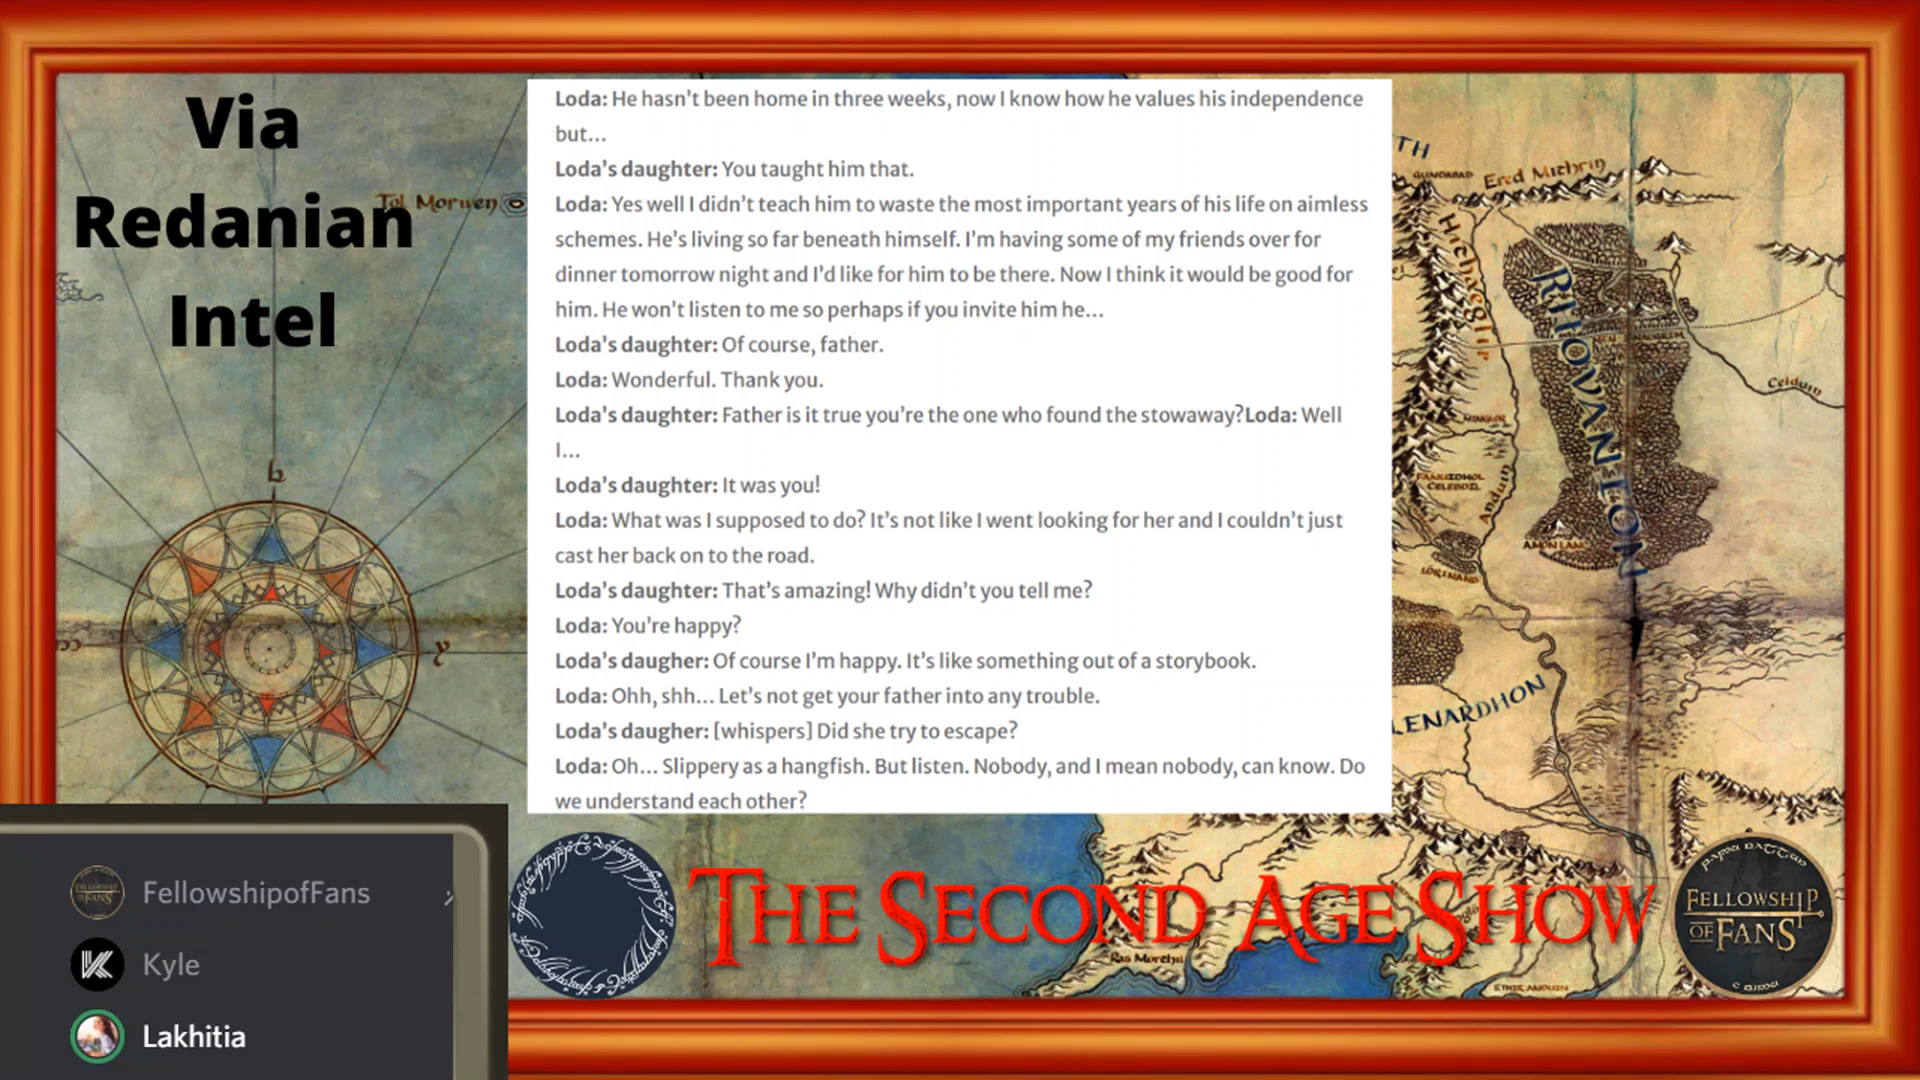 Via
Redanian
Intel
Tol Morwen
b
y
Loda: He hasn't been home in three weeks, now I know how he values his independence
but...
Loda's daughter: You taught him that.
Loda: Yes well I didn't teach him to waste the most important years of his life on aimless
schemes. He's living so far beneath himself. I'm having some of my friends over for
dinner tomorrow night and I'd like for him to be there. Now I think it would be good for
him. He won't listen to me so perhaps if you invite him he...
Loda's daughter: Of course, father.
Loda: Wonderful. Thank you.
Loda's daughter: Father is it true you're the one who found the stowaway?Loda: Well
I...
Loda's daughter: It was you!
Loda: What was I supposed to do? It's not like I went looking for her and I couldn't just
cast her back on to the road.
Loda's daughter: That's amazing! Why didn't you tell me?
Loda: You're happy?
Loda's daugher: Of course I'm happy. It's like something out of a storybook.
Loda: Ohh, shh... Let's not get your father into any trouble.
Loda's daugher: [whispers] Did she try to escape?
Loda: Oh... Slippery as a hangfish. But listen. Nobody, and I mean nobody, can know. Do
we understand each other?
TH
GUNDABAD
Ered Mithrin
Hithaeglir
RHOVANION
Celduin
Anduin
AMON LANC
LÓRINAND
LENARDHON
Ras Morthil
FellowshipofFans
Kyle
Lakhitia
THE SECOND AGE SHOW
FELLOWSHIP
OF FANS